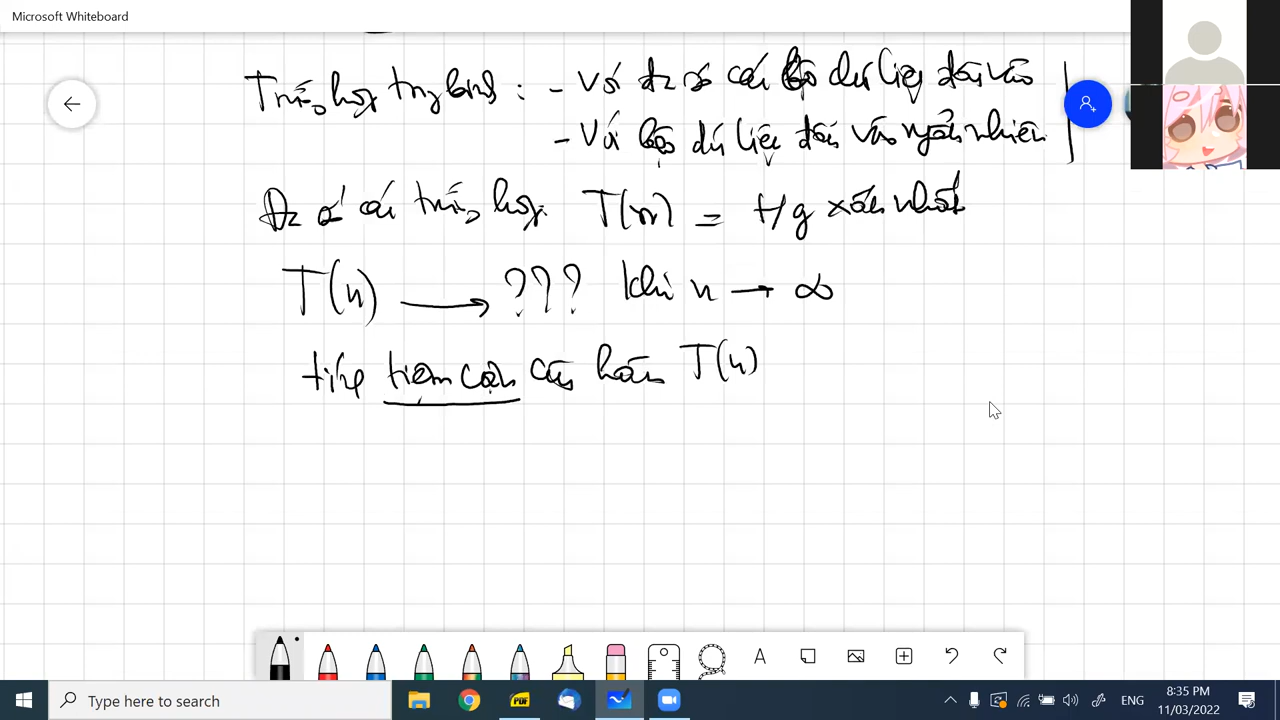 Microsoft Whiteboard
Trường hợp trung bình : - Với đa số các bộ dữ liệu đầu vào
- Với bộ dữ liệu đầu vào ngẫu nhiên
Đa số các trường hợp T(n) = Hg xấu nhất
T(n) → ??? khi n → ∞
tiệm cận của hàm T(n)
Type here to search
ENG
8:35 PM
11/03/2022